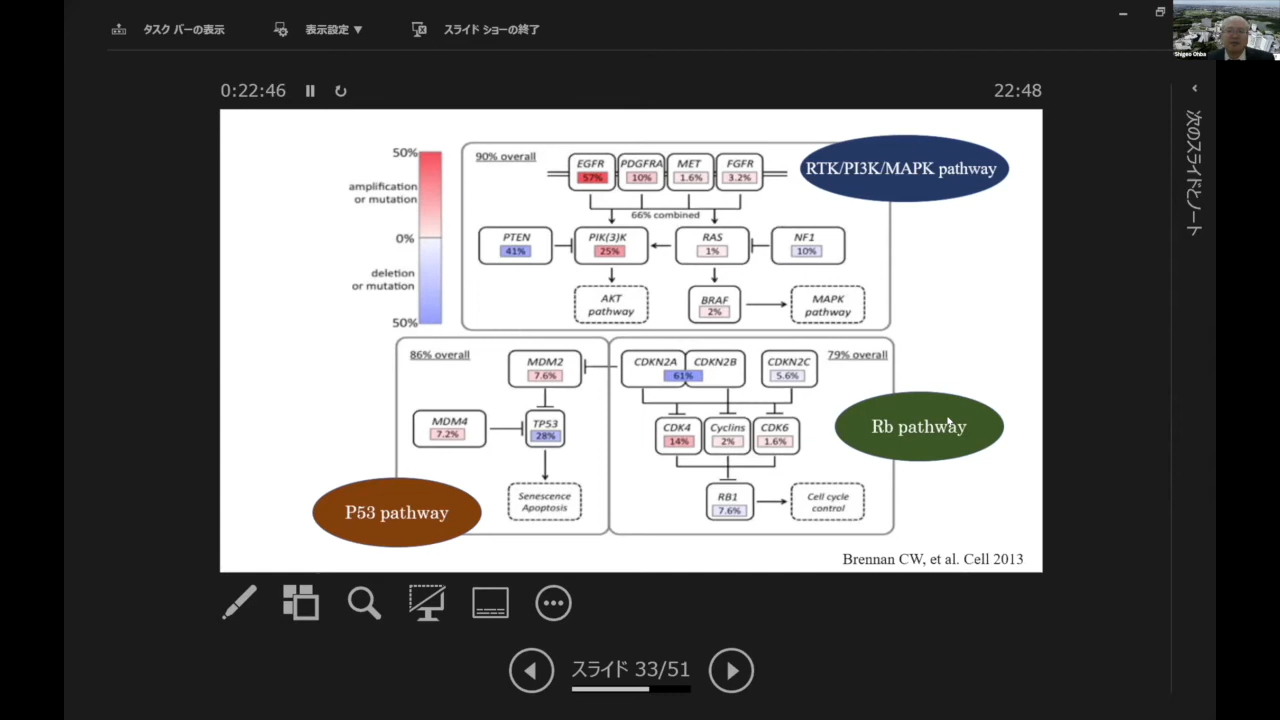 タスク バーの表示
表示設定 ▼
スライド ショーの終了
Shigeo Ohba
0:22:46
22:48
次のスライドとノート
50%
amplification
or mutation
0%
deletion
or mutation
50%
90% overall
EGFR
57%
PDGFRA
10%
MET
1.6%
FGFR
3.2%
RTK/PI3K/MAPK pathway
66% combined
PTEN
41%
PIK(3)K
25%
RAS
1%
NF1
10%
AKT
pathway
BRAF
2%
MAPK
pathway
86% overall
MDM2
7.6%
CDKN2A
CDKN2B
61%
CDKN2C
5.6%
79% overall
MDM4
7.2%
TP53
28%
CDK4
14%
Cyclins
2%
CDK6
1.6%
Rb pathway
P53 pathway
Senescence
Apoptosis
RB1
7.6%
Cell cycle
control
Brennan CW, et al. Cell 2013
スライド 33/51